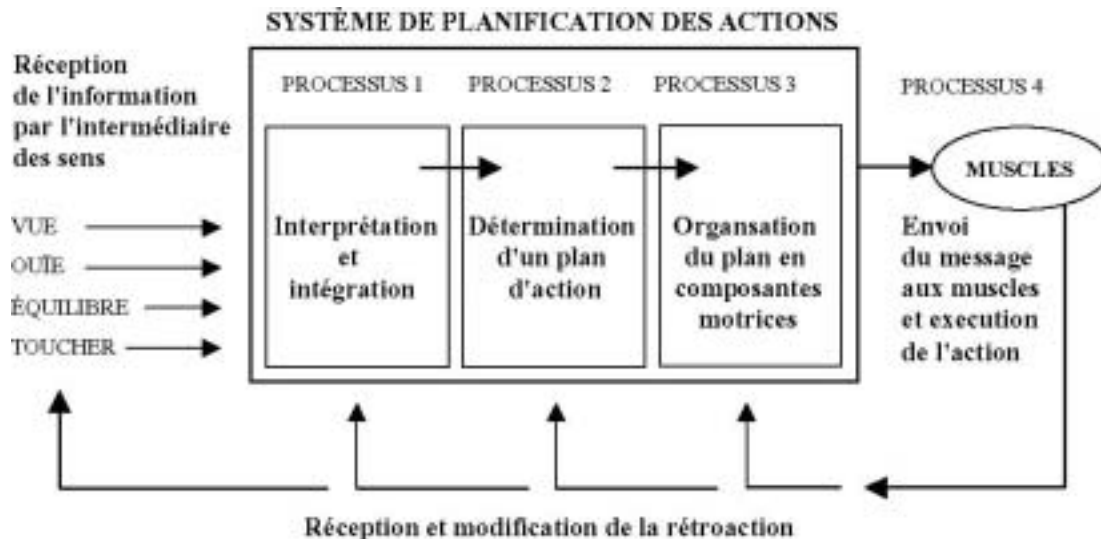 SYSTÈME DE PLANIFICATION DES ACTIONS
Réception
de l'information
par l'intermédiaire
des sens
VUE
OUÏE
ÉQUILIBRE
TOUCHER
PROCESSUS 1
Interprétation
et
intégration
PROCESSUS 2
Détermination
d'un plan
d'action
PROCESSUS 3
Organsation
du plan en
composantes
motrices
PROCESSUS 4
MUSCLES
Envoi
du message
aux muscles
et execution
de l'action
Réception et modification de la rétroaction